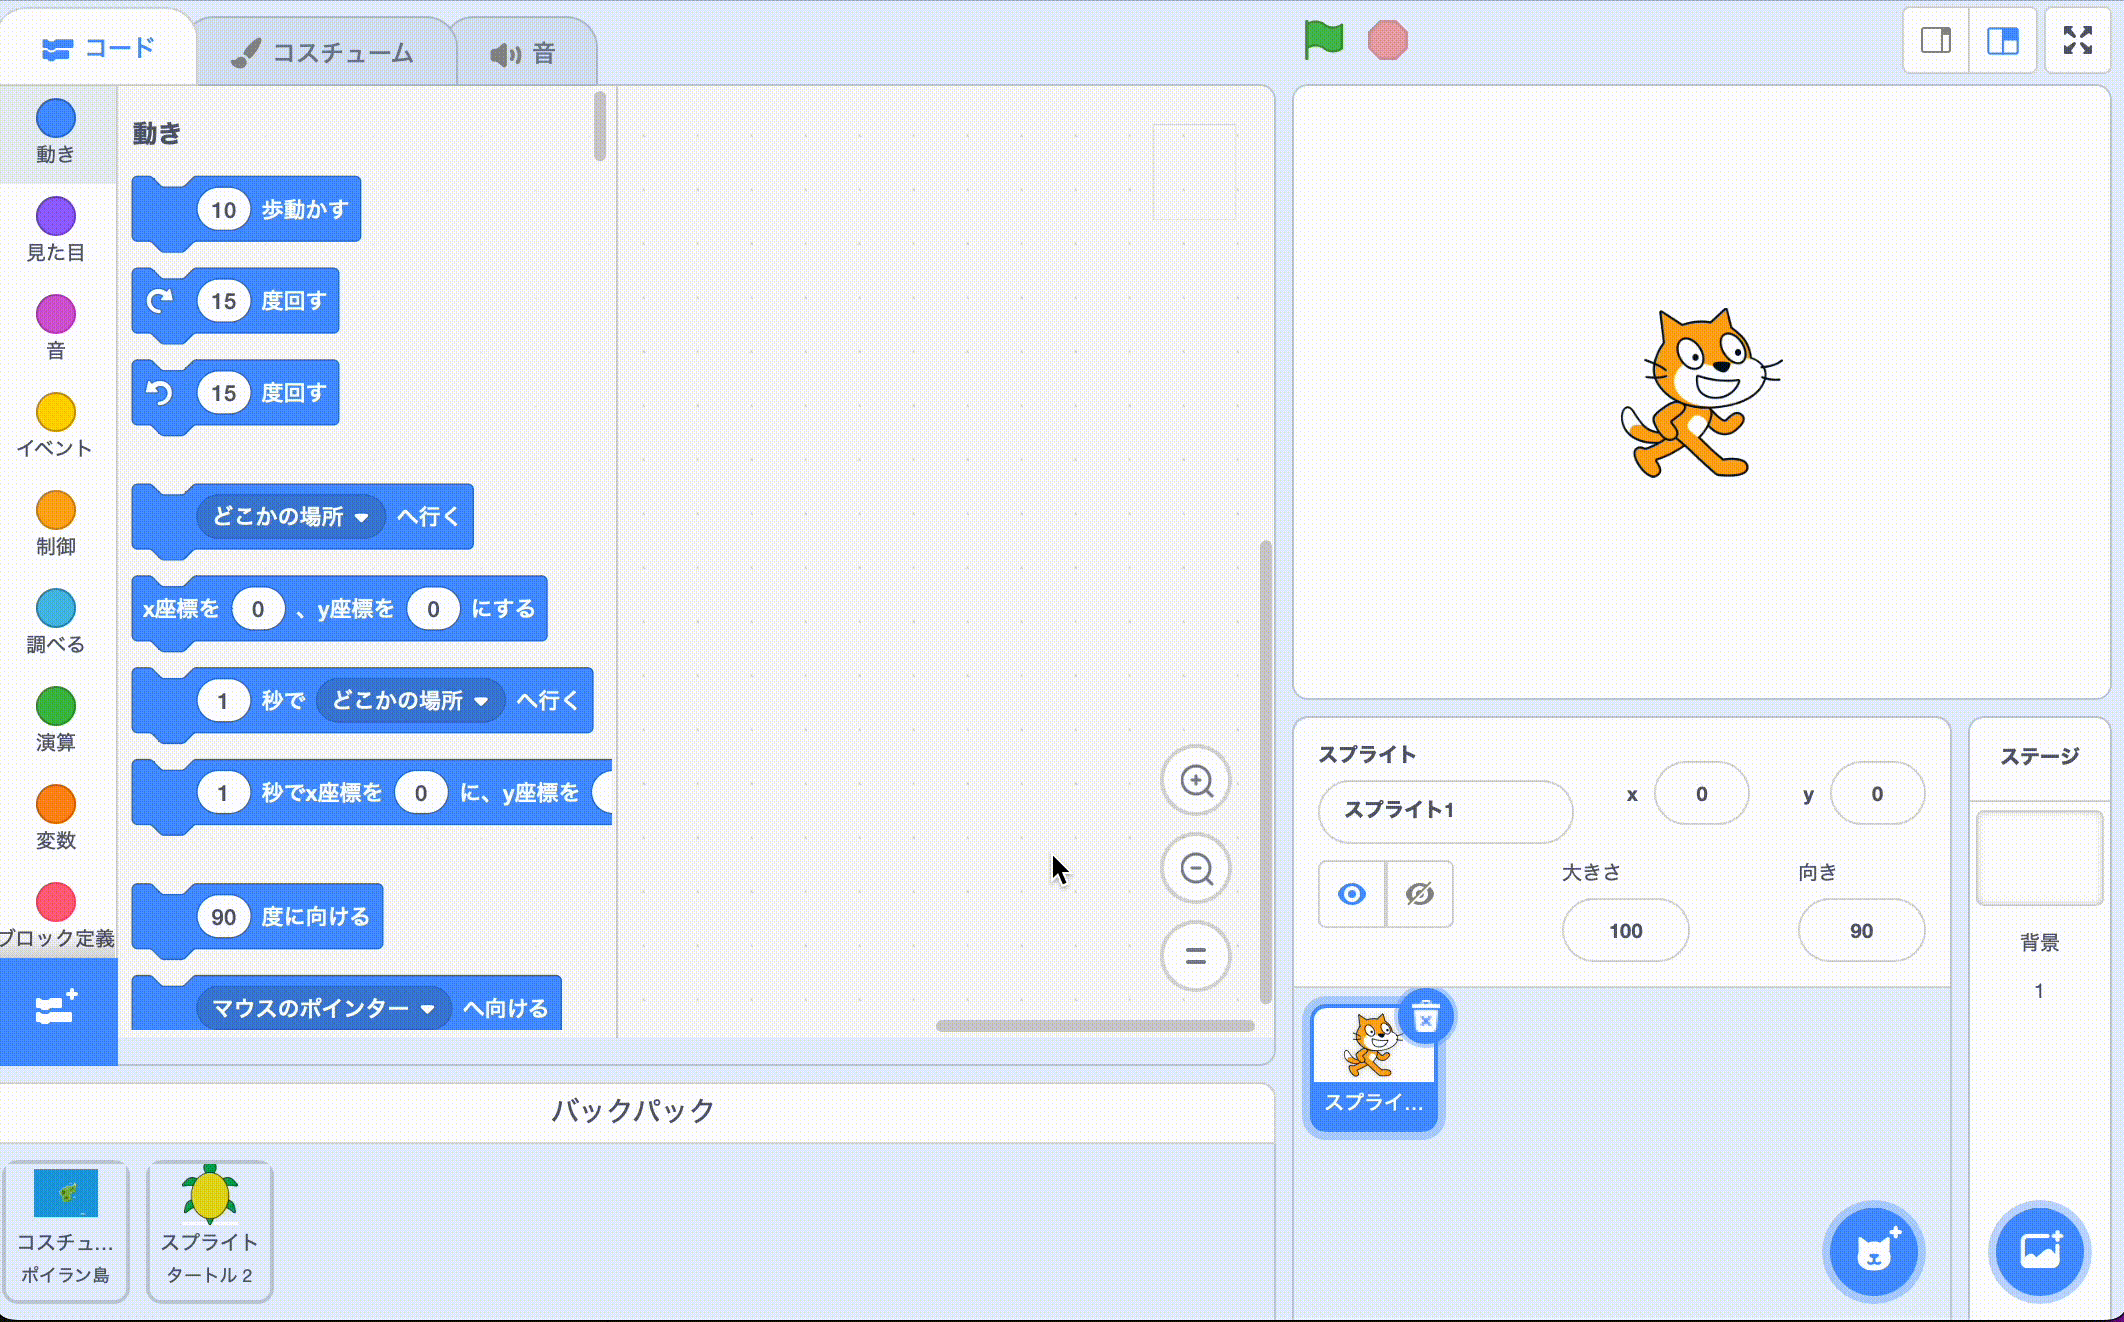 コード
コスチューム
音
動き
見た目
音
イベント
制御
調べる
演算
変数
ブロック定義
動き
10 歩動かす
15 度回す
15 度回す
どこかの場所 へ行く
x座標を 0 、y座標を 0 にする
1 秒で どこかの場所 へ行く
1 秒でx座標を 0 に、y座標を
90 度に向ける
マウスのポインター へ向ける
スプライト
スプライト1
x 0
y 0
大きさ
100
向き
90
スプライ...
ステージ
背景
1
バックパック
コスチュ...
ポイラン島
スプライト
タートル 2